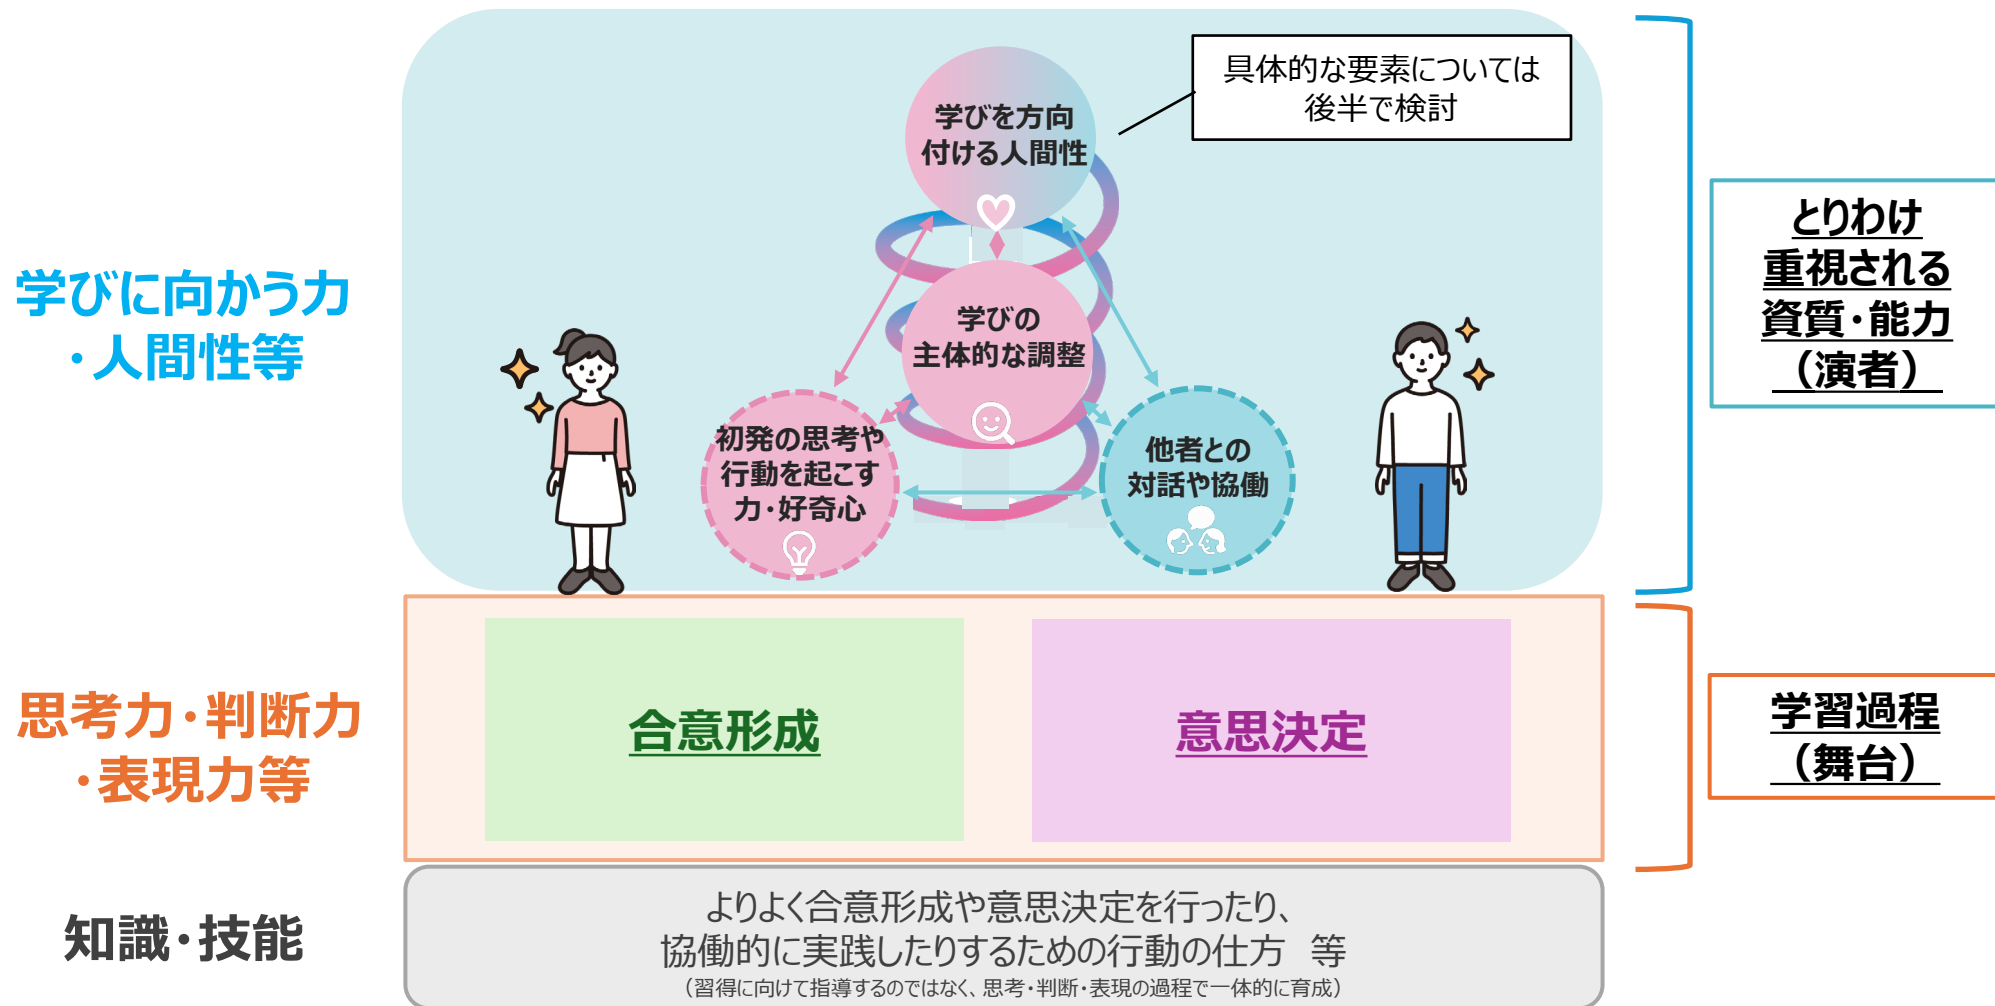 具体的な要素については
後半で検討
学びを方向
付ける人間性
学びの
主体的な調整
初発の思考や
行動を起こす
力・好奇心
他者との
対話や協働
学びに向かう力
・人間性等
とりわけ
重視される
資質・能力
（演者）
思考力・判断力
・表現力等
合意形成
意思決定
学習過程
（舞台）
知識・技能
よりよく合意形成や意思決定を行ったり、
協働的に実践したりするための行動の仕方　等
（習得に向けて指導するのではなく、思考・判断・表現の過程で一体的に育成）